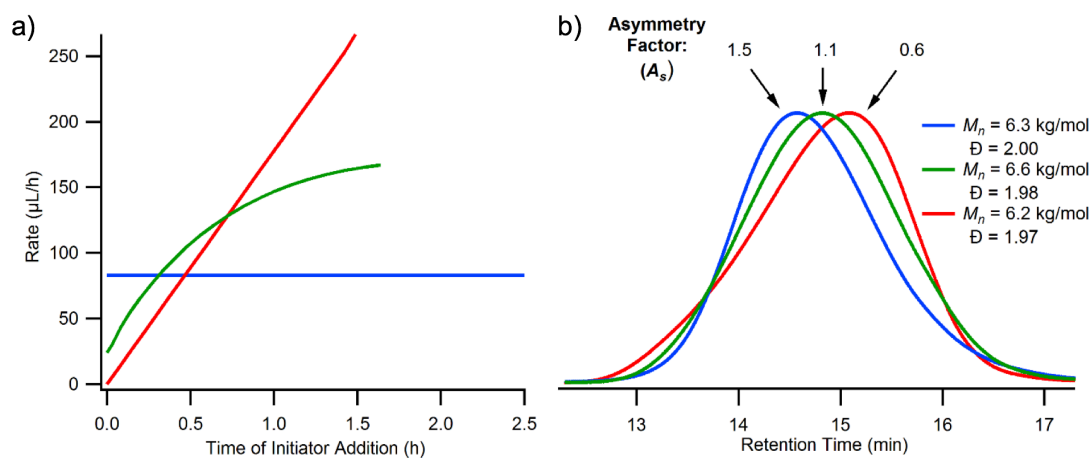 a)
250
200
150
100
50
0
Rate (µL/h)
0.0 0.5 1.0 1.5 2.0 2.5
Time of Initiator Addition (h)
b)
Asymmetry
Factor:
(As)
1.5 1.1 0.6
Mn = 6.3 kg/mol
Đ = 2.00
Mn = 6.6 kg/mol
Đ = 1.98
Mn = 6.2 kg/mol
Đ = 1.97
13 14 15 16 17
Retention Time (min)